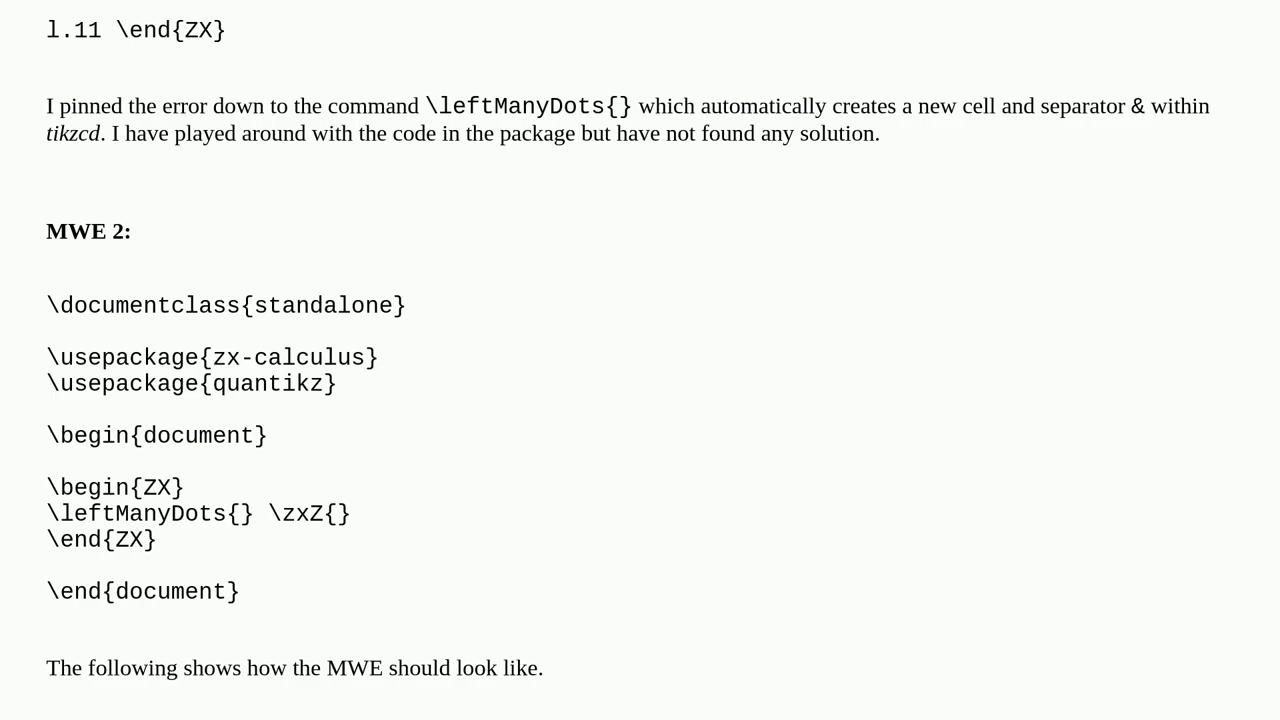 l.11 \end{ZX}
I pinned the error down to the command \leftManyDots{} which automatically creates a new cell and separator & within
tikzcd. I have played around with the code in the package but have not found any solution.
MWE 2:
\documentclass{standalone}
\usepackage{zx-calculus}
\usepackage{quantikz}
\begin{document}
\begin{ZX}
\leftManyDots{} \zxZ{}
\end{ZX}
\end{document}
The following shows how the MWE should look like.